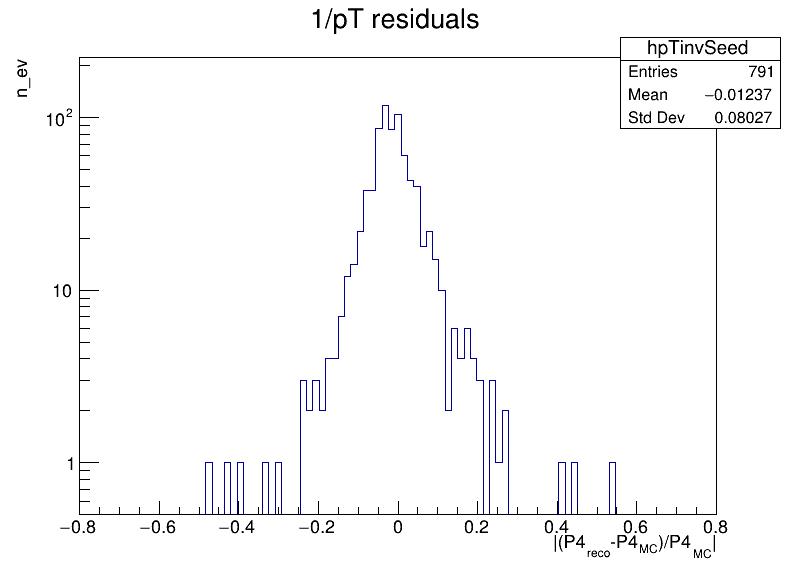 1/pT residuals
hpTinvSeed
Entries 791
Mean −0.01237
Std Dev 0.08027
n_ev
10²
10
1
−0.8 −0.6 −0.4 −0.2 0 0.2 0.4 0.6 0.8
|(P4reco-P4MC)/P4MC|